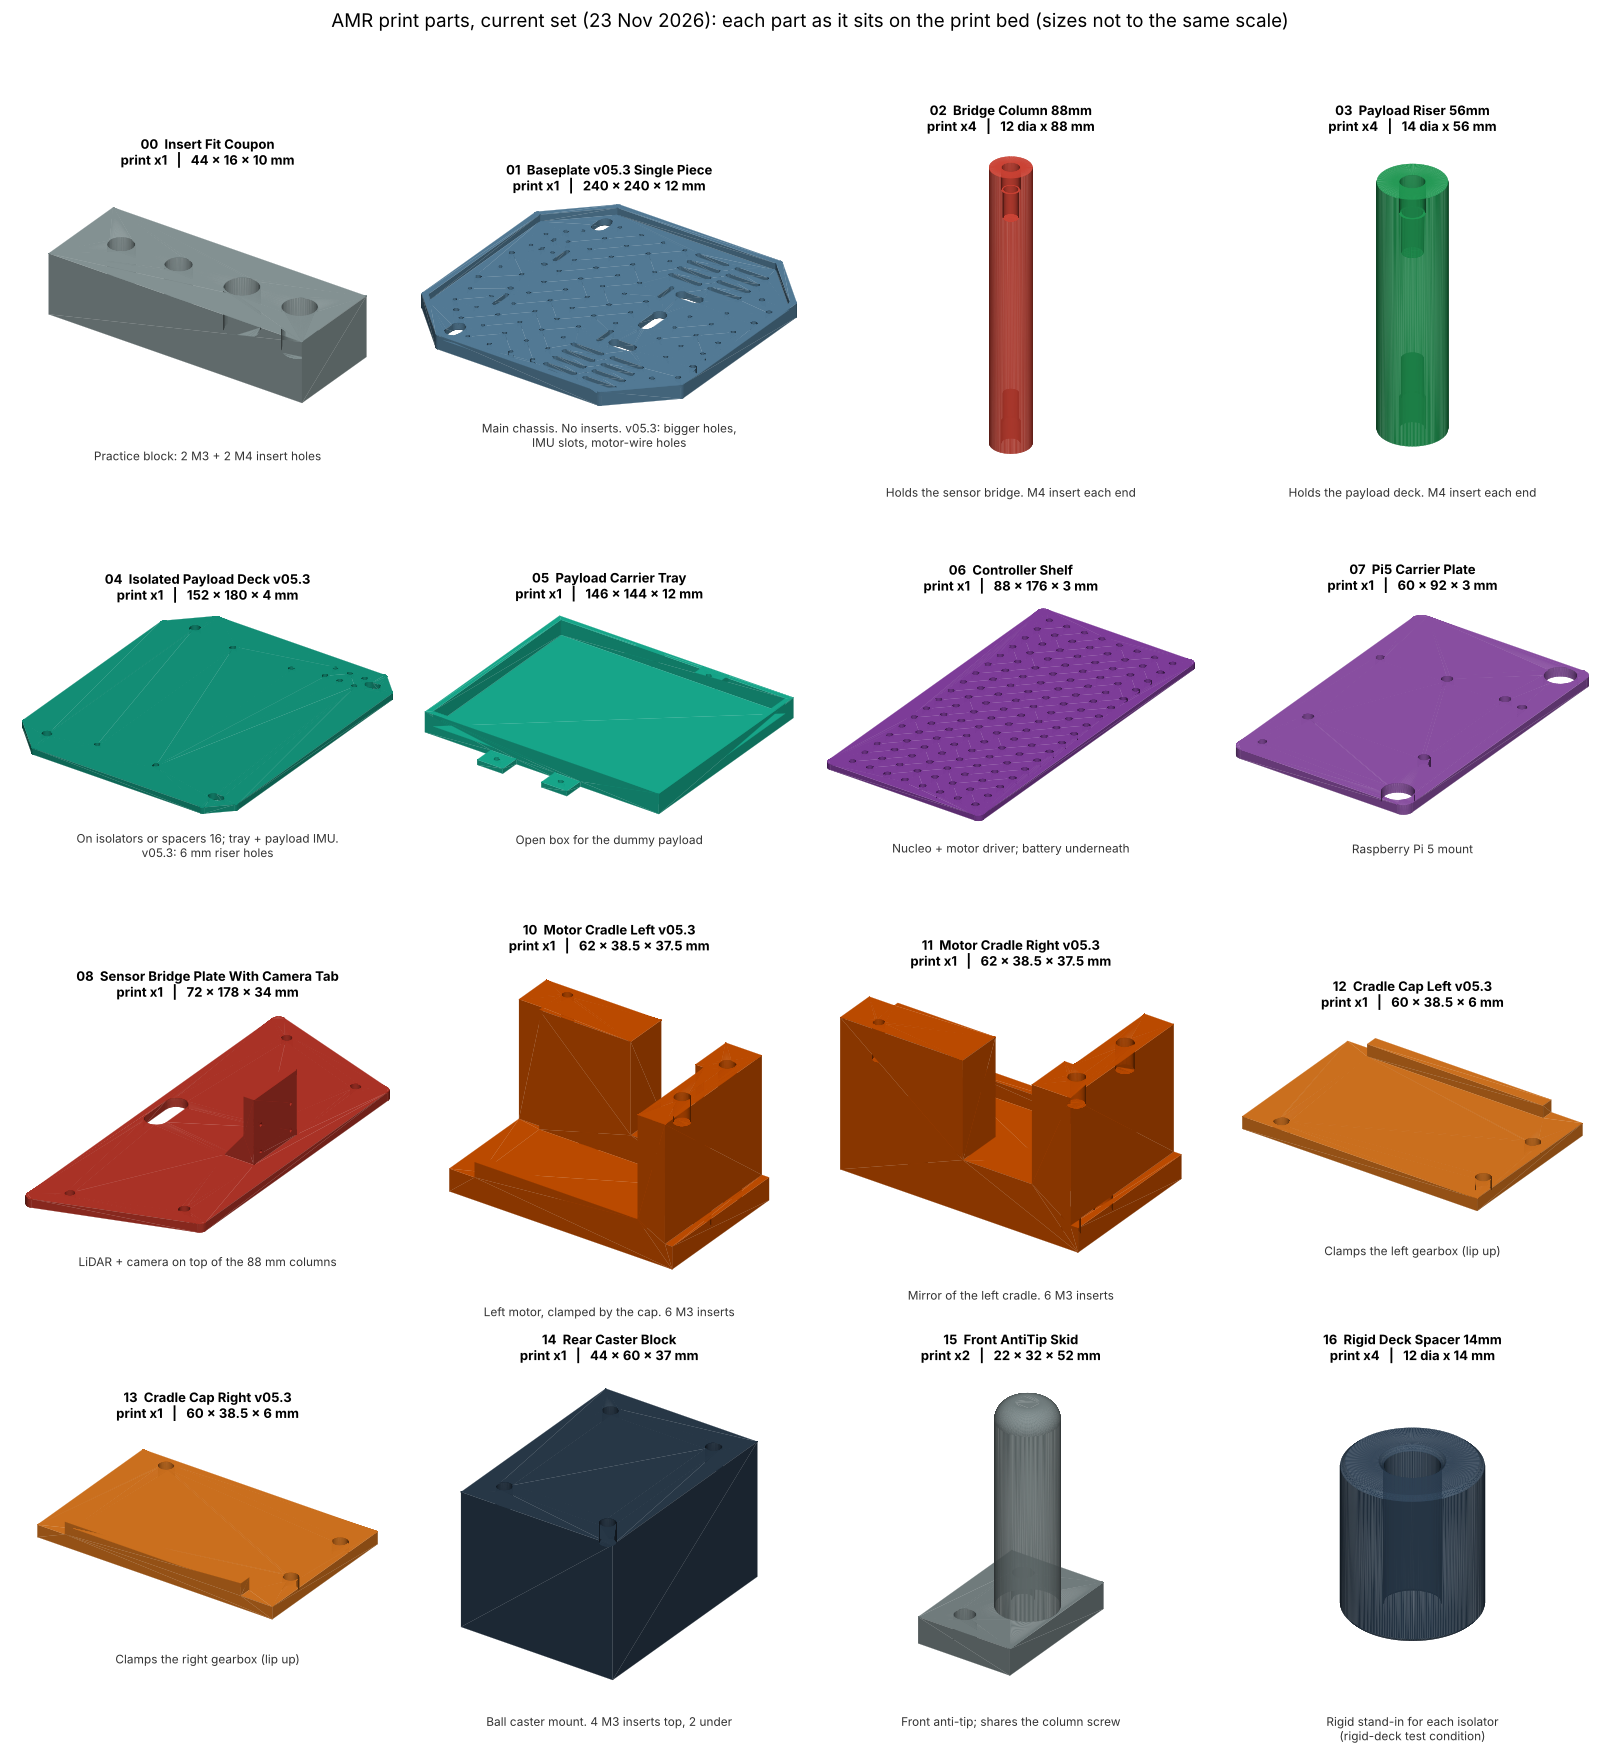 AMR print parts, current set (23 Nov 2026): each part as it sits on the print bed (sizes not to the same scale)
00 Insert Fit Coupon
print x1 | 44 × 16 × 10 mm
Practice block: 2 M3 + 2 M4 insert holes
01 Baseplate v05.3 Single Piece
print x1 | 240 × 240 × 12 mm
Main chassis. No inserts. v05.3: bigger holes,
IMU slots, motor-wire holes
02 Bridge Column 88mm
print x4 | 12 dia x 88 mm
Holds the sensor bridge. M4 insert each end
03 Payload Riser 56mm
print x4 | 14 dia x 56 mm
Holds the payload deck. M4 insert each end
04 Isolated Payload Deck v05.3
print x1 | 152 × 180 × 4 mm
On isolators or spacers 16; tray + payload IMU.
v05.3: 6 mm riser holes
05 Payload Carrier Tray
print x1 | 146 × 144 × 12 mm
Open box for the dummy payload
06 Controller Shelf
print x1 | 88 × 176 × 3 mm
Nucleo + motor driver; battery underneath
07 Pi5 Carrier Plate
print x1 | 60 × 92 × 3 mm
Raspberry Pi 5 mount
08 Sensor Bridge Plate With Camera Tab
print x1 | 72 × 178 × 34 mm
LiDAR + camera on top of the 88 mm columns
10 Motor Cradle Left v05.3
print x1 | 62 × 38.5 × 37.5 mm
Left motor, clamped by the cap. 6 M3 inserts
11 Motor Cradle Right v05.3
print x1 | 62 × 38.5 × 37.5 mm
Mirror of the left cradle. 6 M3 inserts
12 Cradle Cap Left v05.3
print x1 | 60 × 38.5 × 6 mm
Clamps the left gearbox (lip up)
13 Cradle Cap Right v05.3
print x1 | 60 × 38.5 × 6 mm
Clamps the right gearbox (lip up)
14 Rear Caster Block
print x1 | 44 × 60 × 37 mm
Ball caster mount. 4 M3 inserts top, 2 under
15 Front AntiTip Skid
print x2 | 22 × 32 × 52 mm
Front anti-tip; shares the column screw
16 Rigid Deck Spacer 14mm
print x4 | 12 dia x 14 mm
Rigid stand-in for each isolator
(rigid-deck test condition)